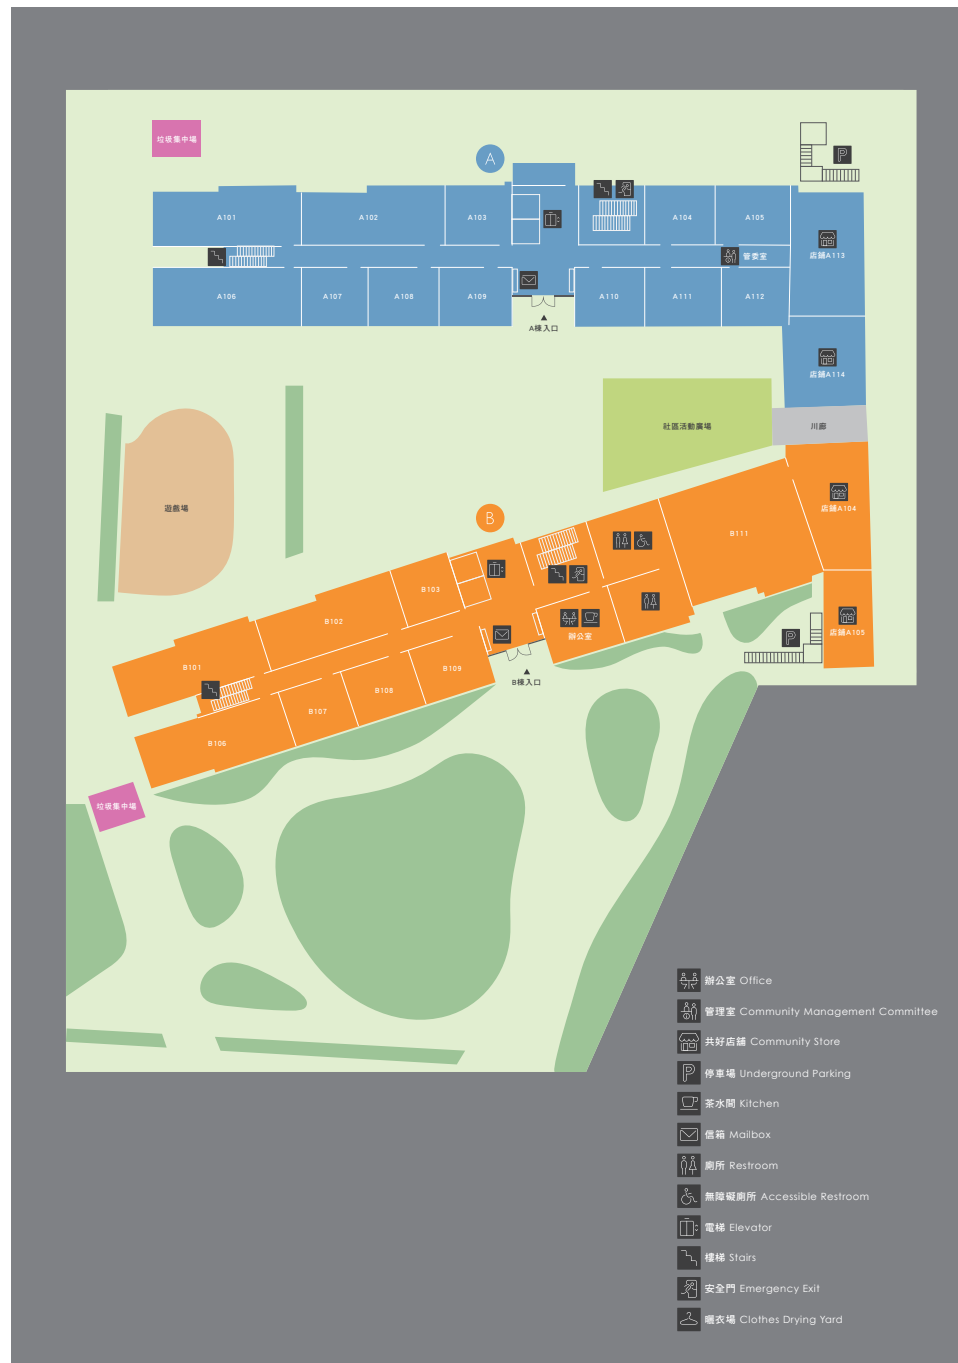 垃圾集中場
A
A101
A102
A103
A104
A105
管委室
店舖A113
A106
A107
A108
A109
A110
A111
A112
A棟入口
店舖A114
社區活動廣場
川廊
遊戲場
B
店舖A104
B111
B103
B102
辦公室
店舖A105
B101
B109
B棟入口
B108
B107
B106
垃圾集中場
辦公室 Office
管理室 Community Management Committee
共好店舖 Community Store
停車場 Underground Parking
茶水間 Kitchen
信箱 Mailbox
廁所 Restroom
無障礙廁所 Accessible Restroom
電梯 Elevator
樓梯 Stairs
安全門 Emergency Exit
曬衣場 Clothes Drying Yard